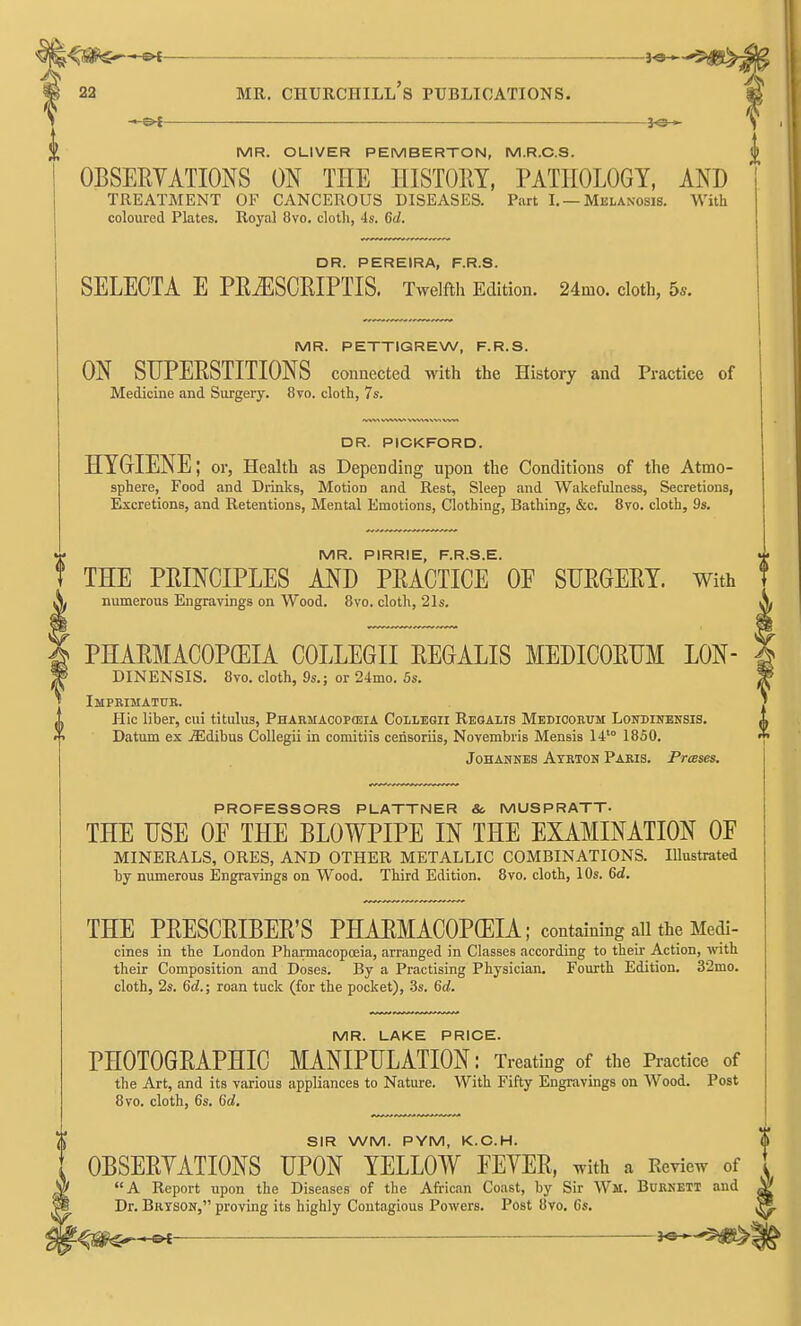 22 MR. CHURCHILL'S PUBLICATIONS.
MR. OLIVER PEMBERTON, M.R.C.S.
OBSERVATIONS ON THE HISTORY, PATHOLOGY, AND
TREATMENT OF CANCEROUS DISEASES. Part I.—MELANOSIS. With
coloured Plates. Royal 8vo. cloth, 4s. 6d.
DR. PEREIRA, F.R.S.
SELECTA E PRÆSCRIPTIS. Twelfth Edition. 24mo. cloth, 5s.
MR. PETTIGREW, F.R.S.
ON SUPERSTITIONS connected with the History and Practice of
Medicine and Surgery. 8vo. cloth, 7s.
DR. PICKFORD.
HYGIENE; or, Health as Depending upon the Conditions of the Atmo-
sphere, Food and Drinks, Motion and Rest, Sleep and Wakefulness, Secretions,
Excretions, and Retentions, Mental Emotions, Clothing, Bathing, &c. 8vo. cloth, 9s.
MR. PIRRIE, F.R.S.E.
THE PRINCIPLES AND PRACTICE OF SURGERY. With
numerous Engravings on Wood. 8vo. cloth, 21s.
PHARMACOPŒIA COLLEGII REGALIS MEDICORUM LON-
DINENSIS. 8vo. cloth, 9s.; or 24mo. 5s.
IMPRIMATUR.
Hic liber, cui titulus, PHARMACOPŒIA COLLEGII REGALIS MEDICORUM LONDINENSIS.
Datum ex Ædibus Collegii in comitiis censoriis, Novembris Mensis 14to 1850.
JOHANNES AYRTON PARIS. Præses.
PROFESSORS PLATTNER & MUSPRATT.
THE USE OF THE BLOWPIPE IN THE EXAMINATION OF
MINERALS, ORES, AND OTHER METALLIC COMBINATIONS. Illustrated
by numerous Engravings on Wood. Third Edition. 8vo. cloth, 10s. 6d.
THE PRESCRIBER'S PHARMACOPŒIA; containing all the Medi-
cines in the London Pharmacopœia, arranged in Classes according to their Action, with
their Composition and Doses. By a Practising Physician. Fourth Edition. 32mo.
cloth, 2s. 6d.; roan tuck (for the pocket), 3s. 6d.
MR. LAKE PRICE.
PHOTOGRAPHIC MANIPULATION: Treating of the Practice of
the Art, and its various appliances to Nature. With Fifty Engravings on Wood. Post
8vo. cloth, 6s. 6d.
SIR WM. PYM, K.C.H.
OBSERVATIONS UPON YELLOW FEVER, with a Review of
"A Report upon the Diseases of the African Coast, by Sir WM. BURNETT and
Dr. BRYSON," proving its highly Contagious Powers. Post 8vo. 6s.